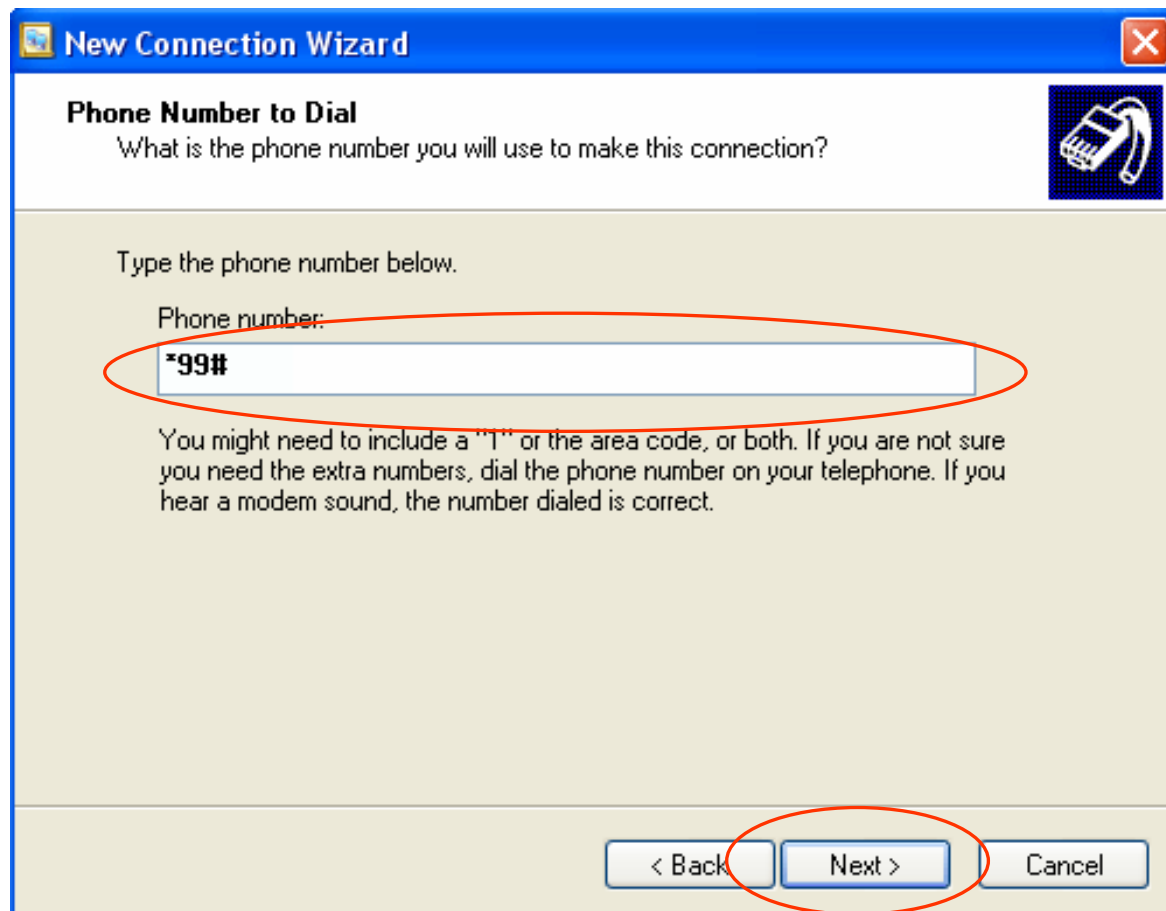 New Connection Wizard
Phone Number to Dial
What is the phone number you will use to make this connection?
Type the phone number below.
Phone number:
*99#
You might need to include a "1" or the area code, or both. If you are not sure
you need the extra numbers, dial the phone number on your telephone. If you
hear a modem sound, the number dialed is correct.
< Back Next > Cancel